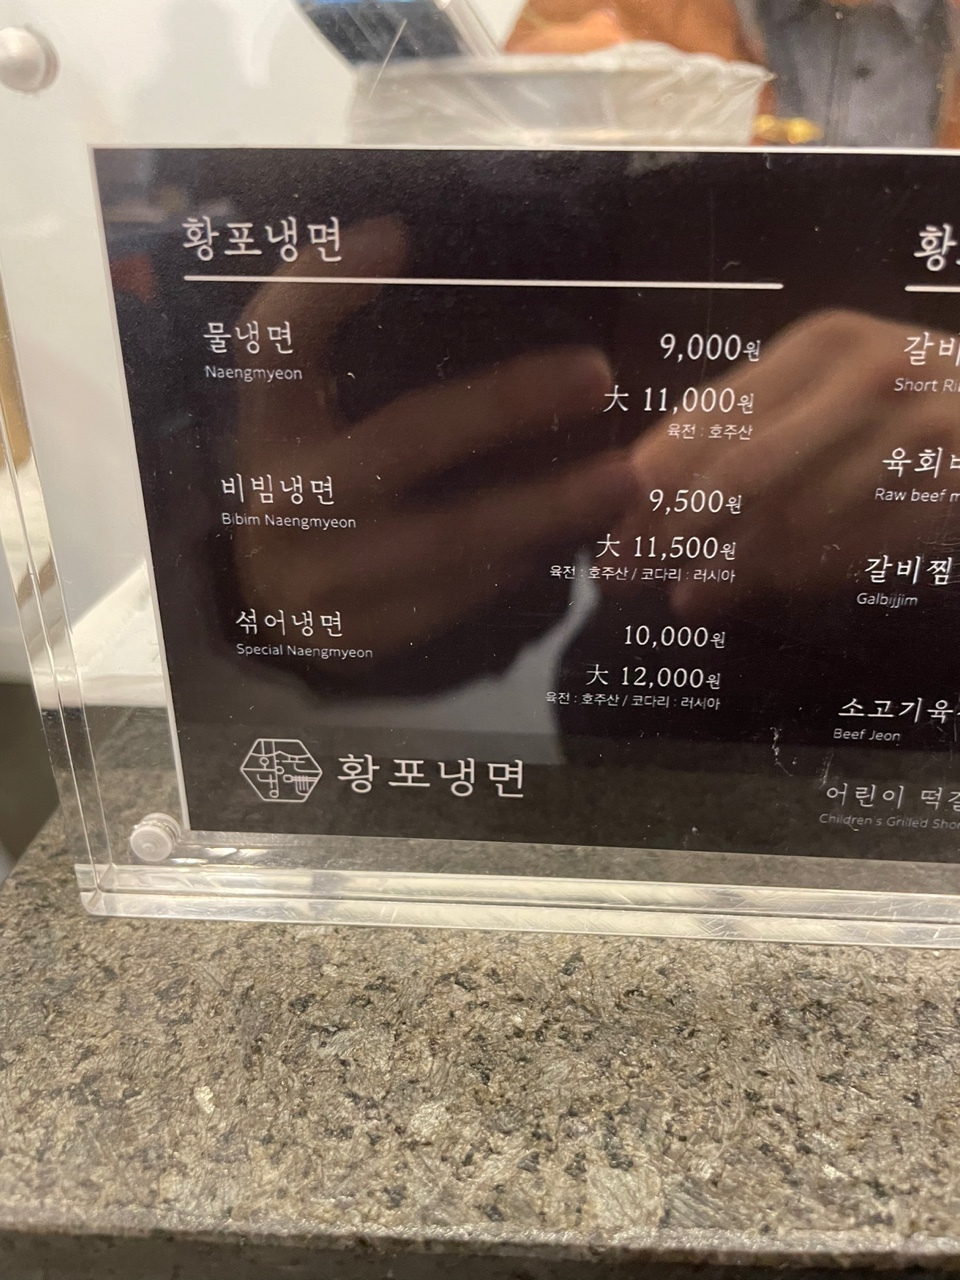 황포냉면
물냉면 9,000원
Naengmyeon
大 11,000원
육전 : 호주산
비빔냉면 9,500원
Bibim Naengmyeon
大 11,500원
육전 : 호주산 / 코다리 : 러시아
섞어냉면 10,000원
Special Naengmyeon
大 12,000원
육전 : 호주산 / 코다리 : 러시아
황포냉면
황
갈비
Short
육회
Raw beef
갈비찜
Galbijjim
소고기육
Beef Jeon
어린이 떡갈
Children's Grilled